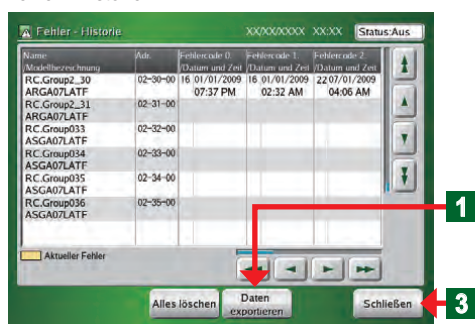 Fehler - Historie XX/XX/XXXX XX:XX Status:Aus
Name Adr. Fehlercode 0. Fehlercode 1. Fehlercode 2.
/Modellbezeichnung /Datum und Zeit /Datum und Zeit /Datum und Zeit
RC.Group2_30 02-30-00 16 01/01/2009 16 01/01/2009 22 07/01/2009
ARGA07LATF 07:37 PM 02:32 AM 04:06 AM
RC.Group2_31 02-31-00
ARGA07LATF
RC.Group033 02-32-00
ASGA07LATF
RC.Group034 02-33-00
ASGA07LATF
RC.Group035 02-34-00
ASGA07LATF
RC.Group036 02-35-00
ASGA07LATF
1
Aktueller Fehler
Alles löschen Daten exportieren Schließen 3